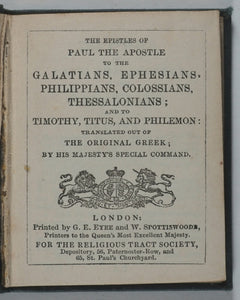 THE EPISTLES OF
PAUL THE APOSTLE
TO THE
GALATIANS, EPHESIANS,
PHILIPPIANS, COLOSSIANS,
THESSALONIANS;
AND TO
TIMOTHY, TITUS, AND PHILEMON:
TRANSLATED OUT OF
THE ORIGINAL GREEK;
BY HIS MAJESTY'S SPECIAL COMMAND.
LONDON:
Printed by G. E. EYRE and W. SPOTTISWOODE,
Printers to the Queen's Most Excellent Majesty.
FOR THE RELIGIOUS TRACT SOCIETY,
Depository, 56, Paternoster-Row, and
65, St. Paul's Churchyard.